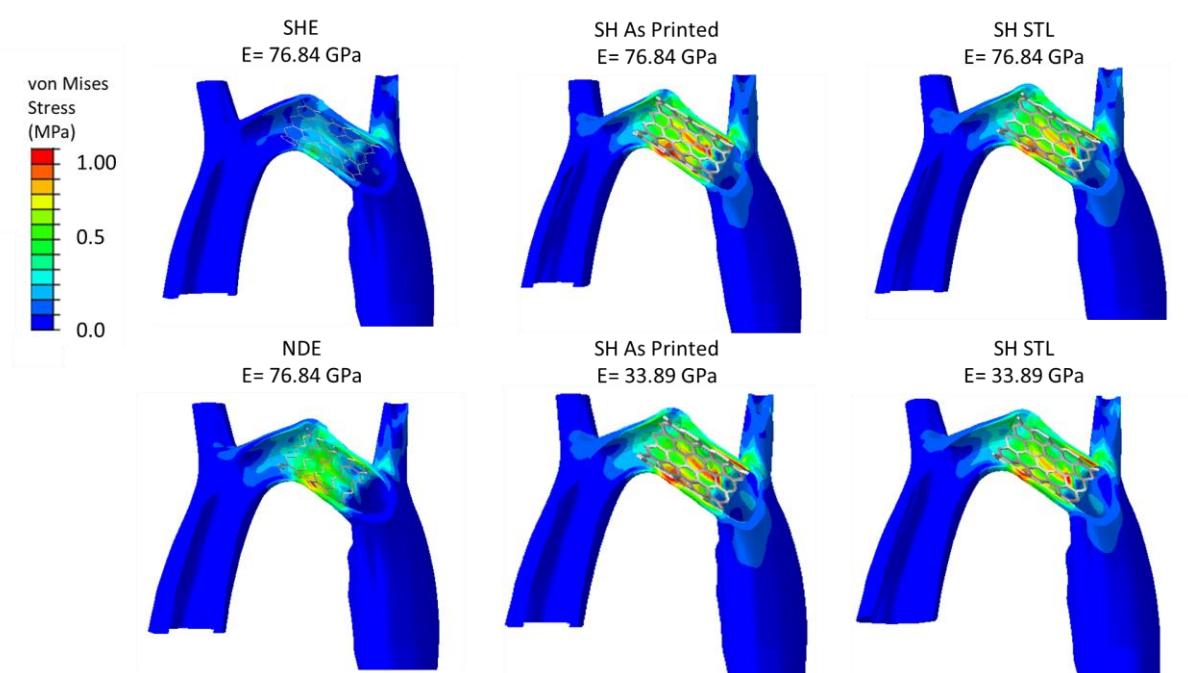 SHE
E= 76.84 GPa
SH As Printed
E= 76.84 GPa
SH STL
E= 76.84 GPa
von Mises
Stress
(MPa)
1.00
0.5
0.0
NDE
E= 76.84 GPa
SH As Printed
E= 33.89 GPa
SH STL
E= 33.89 GPa